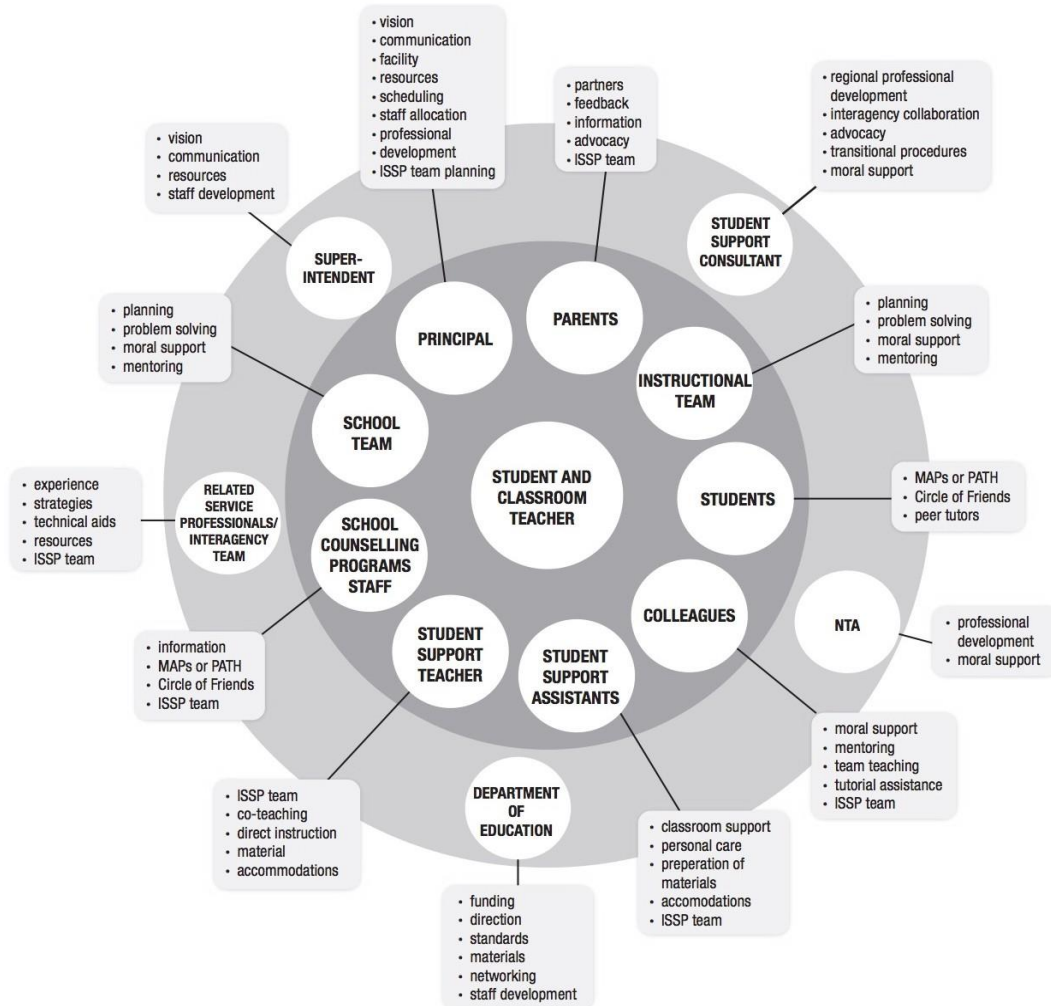 • vision
• communication
• facility
• resources
• scheduling
• staff allocation
• professional
• development
• ISSP team planning
• partners
• feedback
• information
• advocacy
• ISSP team
• regional professional
development
• interagency collaboration
• advocacy
• transitional procedures
• moral support
• vision
• communication
• resources
• staff development
SUPER-
INTENDENT
STUDENT
SUPPORT
CONSULTANT
PRINCIPAL
PARENTS
• planning
• problem solving
• moral support
• mentoring
• planning
• problem solving
• moral support
• mentoring
INSTRUCTIONAL
TEAM
SCHOOL
TEAM
STUDENT AND
CLASSROOM
TEACHER
STUDENTS
• MAPs or PATH
• Circle of Friends
• peer tutors
• experience
• strategies
• technical aids
• resources
• ISSP team
RELATED
SERVICE
PROFESSIONALS/
INTERAGENCY
TEAM
SCHOOL
COUNSELLING
PROGRAMS
STAFF
COLLEAGUES
NTA
• professional
development
• moral support
• information
• MAPs or PATH
• Circle of Friends
• ISSP team
STUDENT
SUPPORT
TEACHER
STUDENT
SUPPORT
ASSISTANTS
• moral support
• mentoring
• team teaching
• tutorial assistance
• ISSP team
• ISSP team
• co-teaching
• direct instruction
• material
• accommodations
DEPARTMENT
OF
EDUCATION
• classroom support
• personal care
• preperation of
materials
• accomodations
• ISSP team
• funding
• direction
• standards
• materials
• networking
• staff development